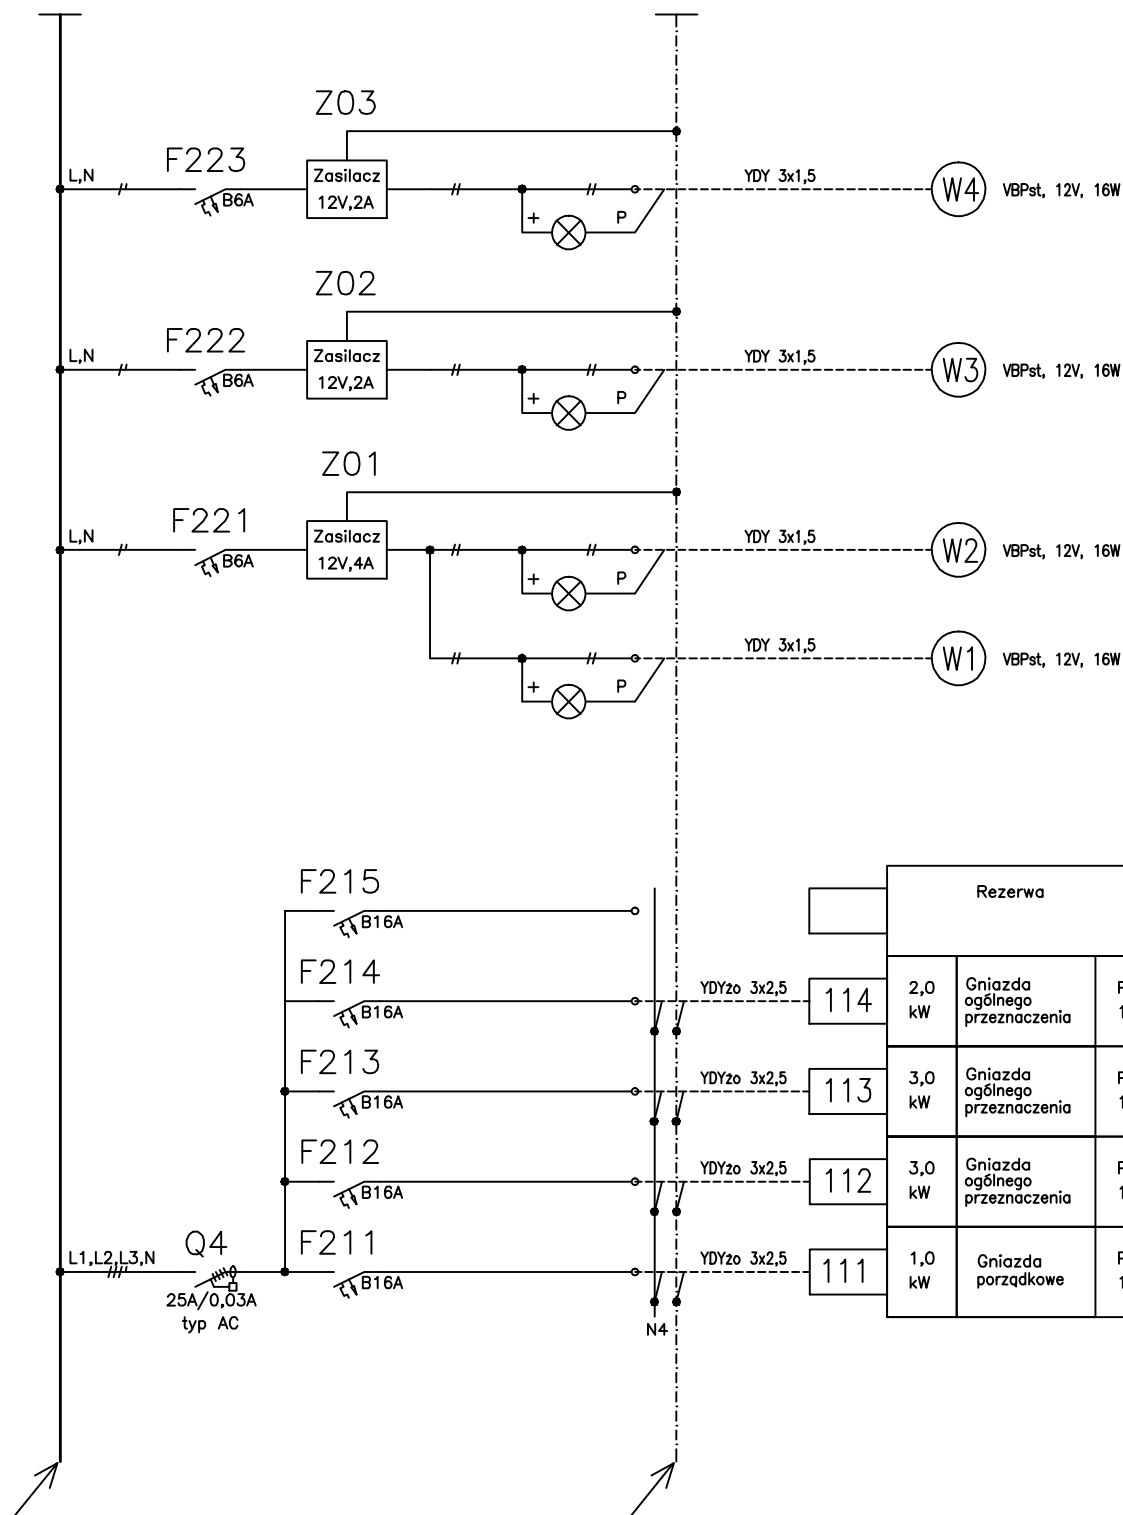 Z03
F223
L,N
B6A
Zasilacz
12V,2A
+
P
YDY 3x1,5
W4
VBPst, 12V, 16W
Z02
F222
L,N
B6A
Zasilacz
12V,2A
+
P
YDY 3x1,5
W3
VBPst, 12V, 16W
Z01
F221
L,N
B6A
Zasilacz
12V,4A
+
P
YDY 3x1,5
W2
VBPst, 12V, 16W
+
P
YDY 3x1,5
W1
VBPst, 12V, 16W
F215
B16A
Rezerwa
F214
B16A
YDYżo 3x2,5
114
2,0
kW
Gniazda
ogólnego
przeznaczenia
F213
B16A
YDYżo 3x2,5
113
3,0
kW
Gniazda
ogólnego
przeznaczenia
F212
B16A
YDYżo 3x2,5
112
3,0
kW
Gniazda
ogólnego
przeznaczenia
L1,L2,L3,N
Q4
25A/0,03A
typ AC
F211
B16A
YDYżo 3x2,5
111
1,0
kW
Gniazda
porządkowe
N4